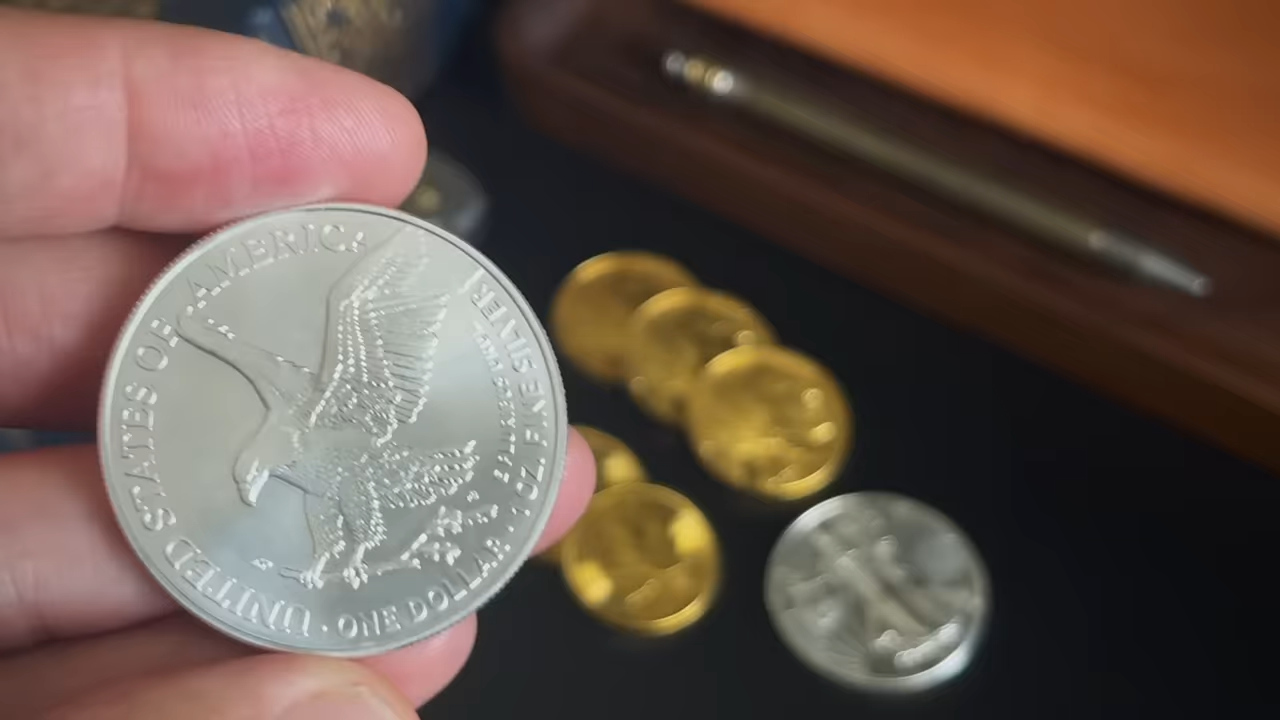 UNITED STATES OF AMERICA
1 OZ. FINE SILVER
· ONE DOLLAR ·